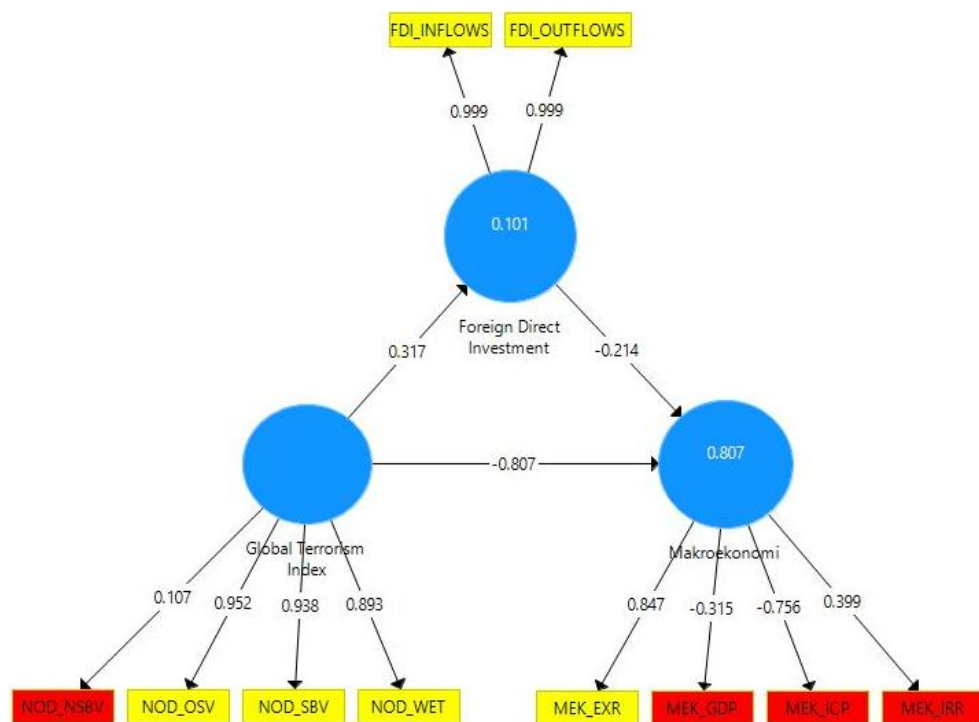 FDI_INFLOWS FDI_OUTFLOWS
0.999 0.999
0.101
Foreign Direct
Investment
0.317 -0.214
0.807
-0.807
Global Terrorism
Index
Makroekonomi
0.107 0.952 0.938 0.893 0.847 -0.315 -0.756 0.399
NOD_NSBV NOD_OSV NOD_SBV NOD_WET MEK_EXR MEK_GDP MEK_ICP MEK_IRR